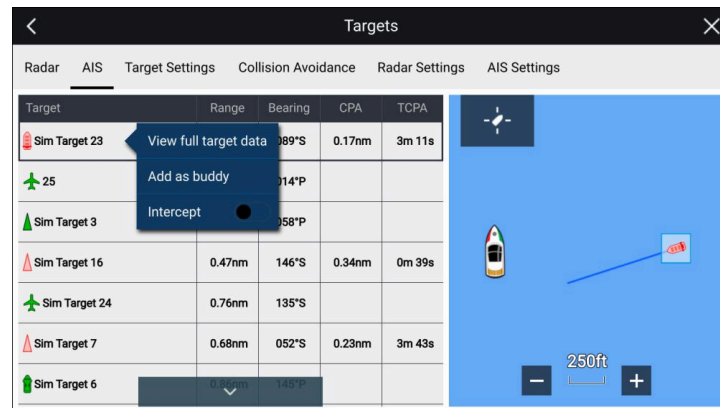 Targets
Radar AIS Target Settings Collision Avoidance Radar Settings AIS Settings
Target Range Bearing CPA TCPA
Sim Target 23 089°S 0.17nm 3m 11s
View full target data
Add as buddy
Intercept
25 014°P
Sim Target 3 058°P
Sim Target 16 0.47nm 146°S 0.34nm 0m 39s
Sim Target 24 0.76nm 135°S
Sim Target 7 0.68nm 052°S 0.23nm 3m 43s
Sim Target 6 0.86nm 145°P
250ft